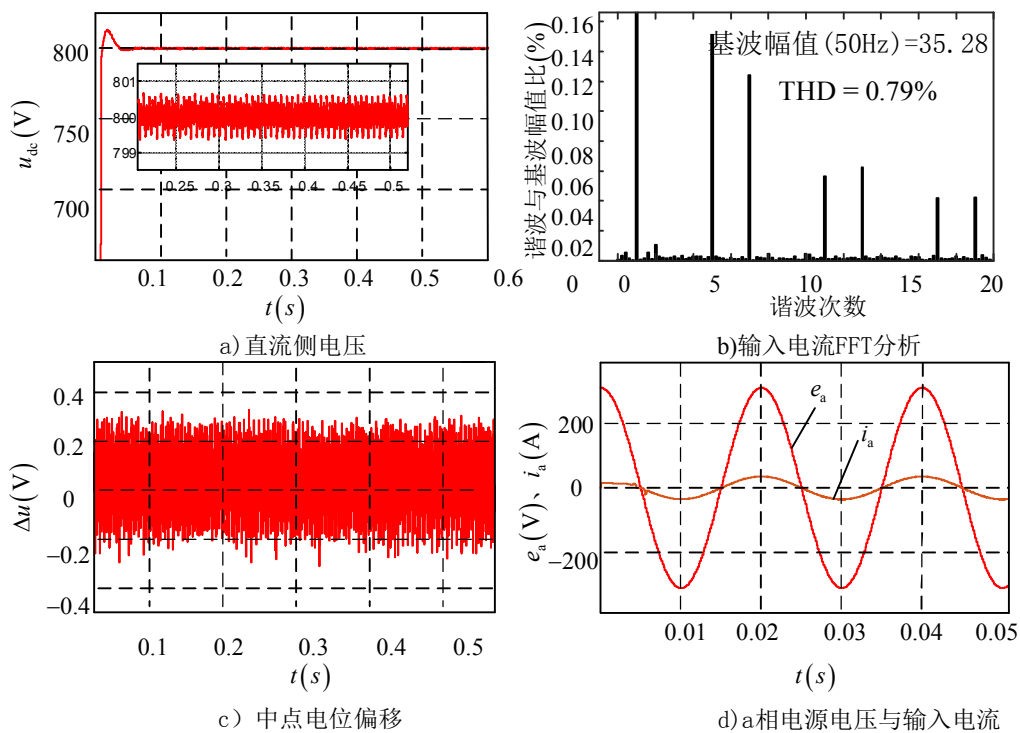 800
750
700
u_dc(V)
801
800
799
0.25 0.3 0.35 0.4 0.45 0.5
0.1 0.2 0.3 0.4 0.5 0.6
t(s)
a)直流侧电压
谐波与基波幅值比(%)
0.16
0.14
0.12
0.10
0.08
0.06
0.04
0.02
0
基波幅值(50Hz)=35.28
THD = 0.79%
0 5 10 15 20
谐波次数
b)输入电流FFT分析
Δu(V)
0.4
0.2
0
−0.2
−0.4
0.1 0.2 0.3 0.4 0.5
t(s)
c) 中点电位偏移
e_a(V)、i_a(A)
200
0
−200
e_a
i_a
0.01 0.02 0.03 0.04 0.05
t(s)
d)a相电源电压与输入电流